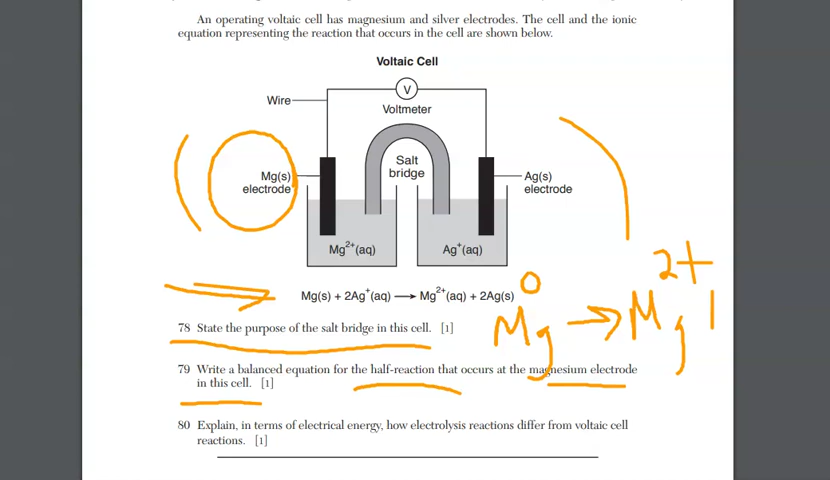 An operating voltaic cell has magnesium and silver electrodes. The cell and the ionic
equation representing the reaction that occurs in the cell are shown below.
Voltaic Cell
Wire
V
Voltmeter
Salt
bridge
Mg(s)
electrode
Ag(s)
electrode
Mg²⁺(aq)
Ag⁺(aq)
Mg(s) + 2Ag⁺(aq) ⟶ Mg²⁺(aq) + 2Ag(s)
Mg⁰ → Mg²⁺
78 State the purpose of the salt bridge in this cell. [1]
79 Write a balanced equation for the half-reaction that occurs at the magnesium electrode
in this cell. [1]
80 Explain, in terms of electrical energy, how electrolysis reactions differ from voltaic cell
reactions. [1]